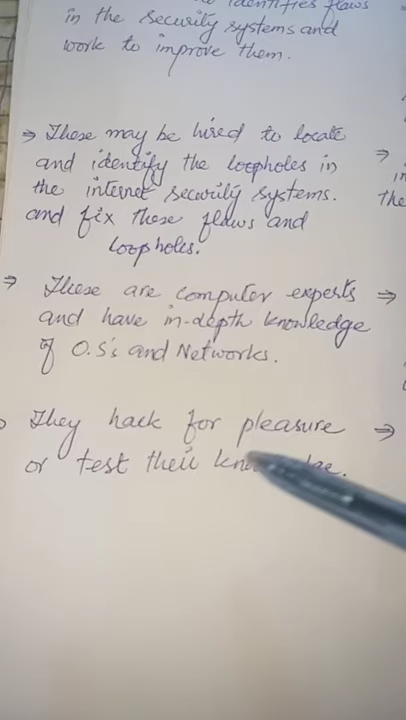 identifies flaws
in the security systems and
work to improve them.
⇒ These may be hired to locate
and identify the loopholes in
the internet security systems.
and fix these flaws and
loopholes.
⇒ These are computer experts
and have in-depth knowledge
of O.S's and Networks.
They hack for pleasure
or test their
⇒
in
the
⇒
⇒